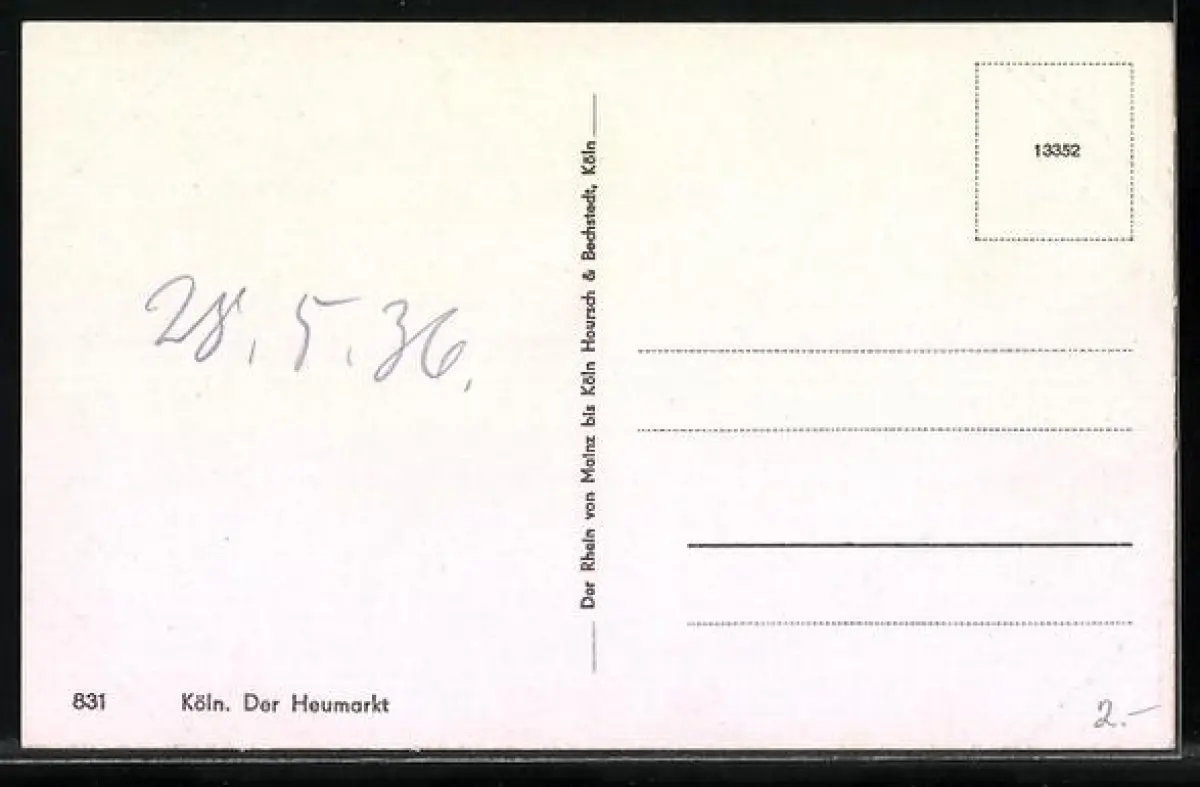 13352
28.5.36.
Der Rhein von Mainz bis Köln Hoursch & Bechstedt, Köln
831 Köln. Der Heumarkt
2.-